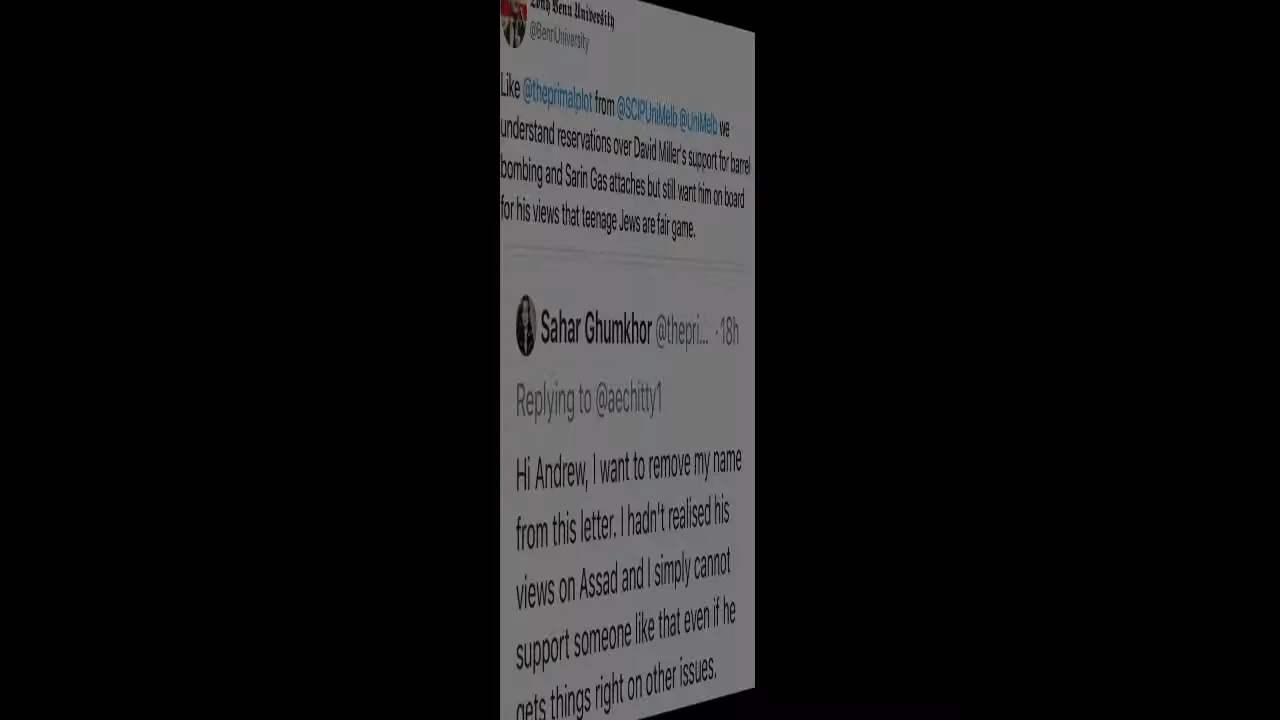 Tony Benn University
@BennUniversity
Like @theprimalplot from @SCIPUniMelb @UniMelb we
understand reservations over David Miller's support for barrel
bombing and Sarin Gas attaches but still want him on board
for his views that teenage Jews are fair game.
Sahar Ghumkhor @thepri... · 18h
Replying to @aechitty1
Hi Andrew, I want to remove my name
from this letter. I hadn't realised his
views on Assad and I simply cannot
support someone like that even if he
gets things right on other issues.